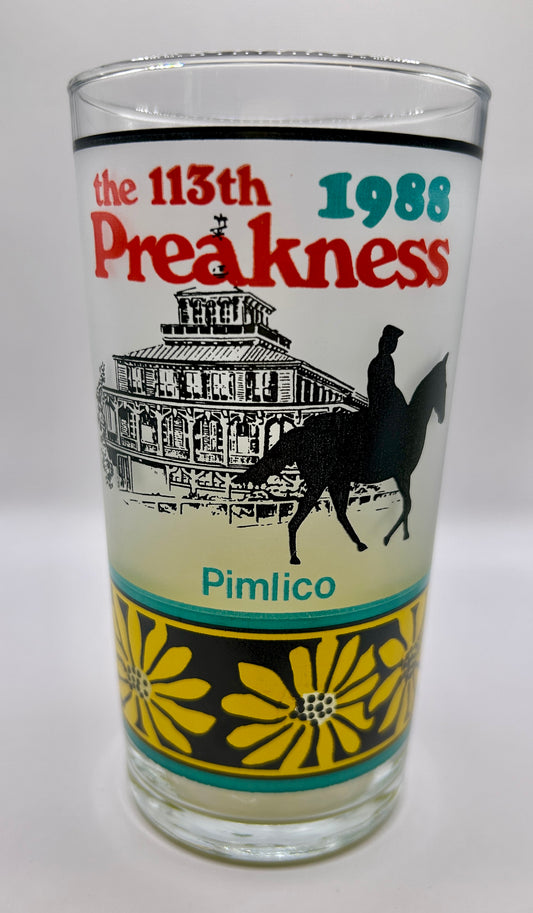 the 113th 1988
Preakness
Pimlico